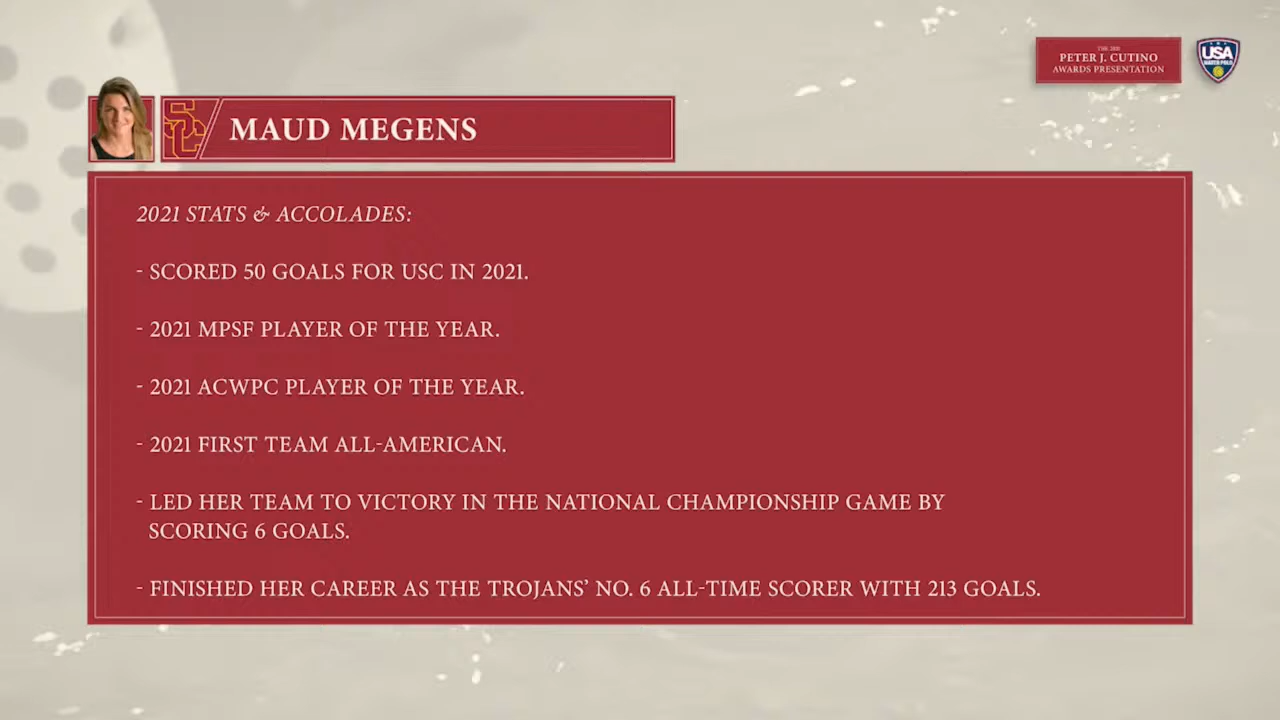 PETER J. CUTINO
AWARDS PRESENTATION
USA
WATER POLO
SC
MAUD MEGENS
2021 STATS & ACCOLADES:
- SCORED 50 GOALS FOR USC IN 2021.
- 2021 MPSF PLAYER OF THE YEAR.
- 2021 ACWPC PLAYER OF THE YEAR.
- 2021 FIRST TEAM ALL-AMERICAN.
- LED HER TEAM TO VICTORY IN THE NATIONAL CHAMPIONSHIP GAME BY
SCORING 6 GOALS.
- FINISHED HER CAREER AS THE TROJANS’ NO. 6 ALL-TIME SCORER WITH 213 GOALS.